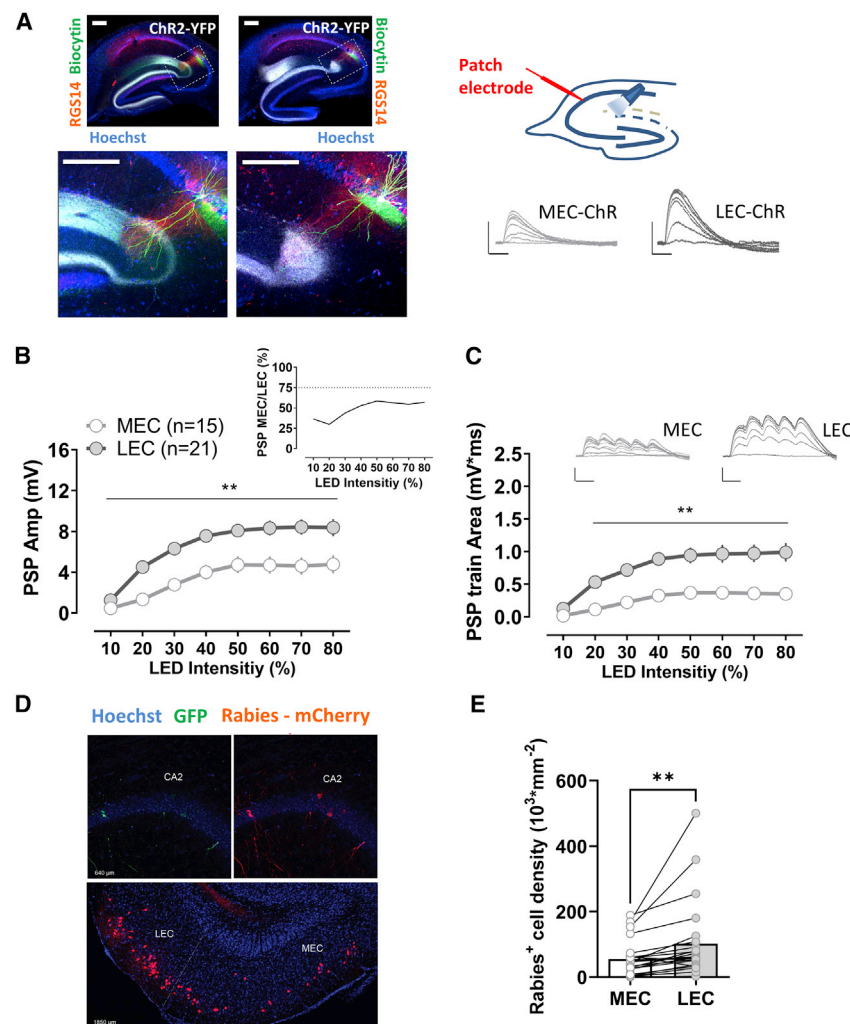 A
RGS14 Biocytin
ChR2-YFP
ChR2-YFP
Biocytin
RGS14
Hoechst
Hoechst
Patch
electrode
MEC-ChR
LEC-ChR
B
PSP MEC/LEC (%)
100
75
50
25
0
10 20 30 40 50 60 70 80
LED Intensitiy (%)
MEC (n=15)
LEC (n=21)
PSP Amp (mV)
16
12
8
4
0
**
10 20 30 40 50 60 70 80
LED Intensitiy (%)
C
MEC
LEC
PSP train Area (mV*ms)
2.5
2.0
1.5
1.0
0.5
0.0
**
10 20 30 40 50 60 70 80
LED Intensitiy (%)
D
Hoechst GFP Rabies - mCherry
CA2
CA2
640 µm
LEC
MEC
1850 µm
E
Rabies⁺ cell density (10³*mm⁻²)
600
400
200
0
**
MEC LEC